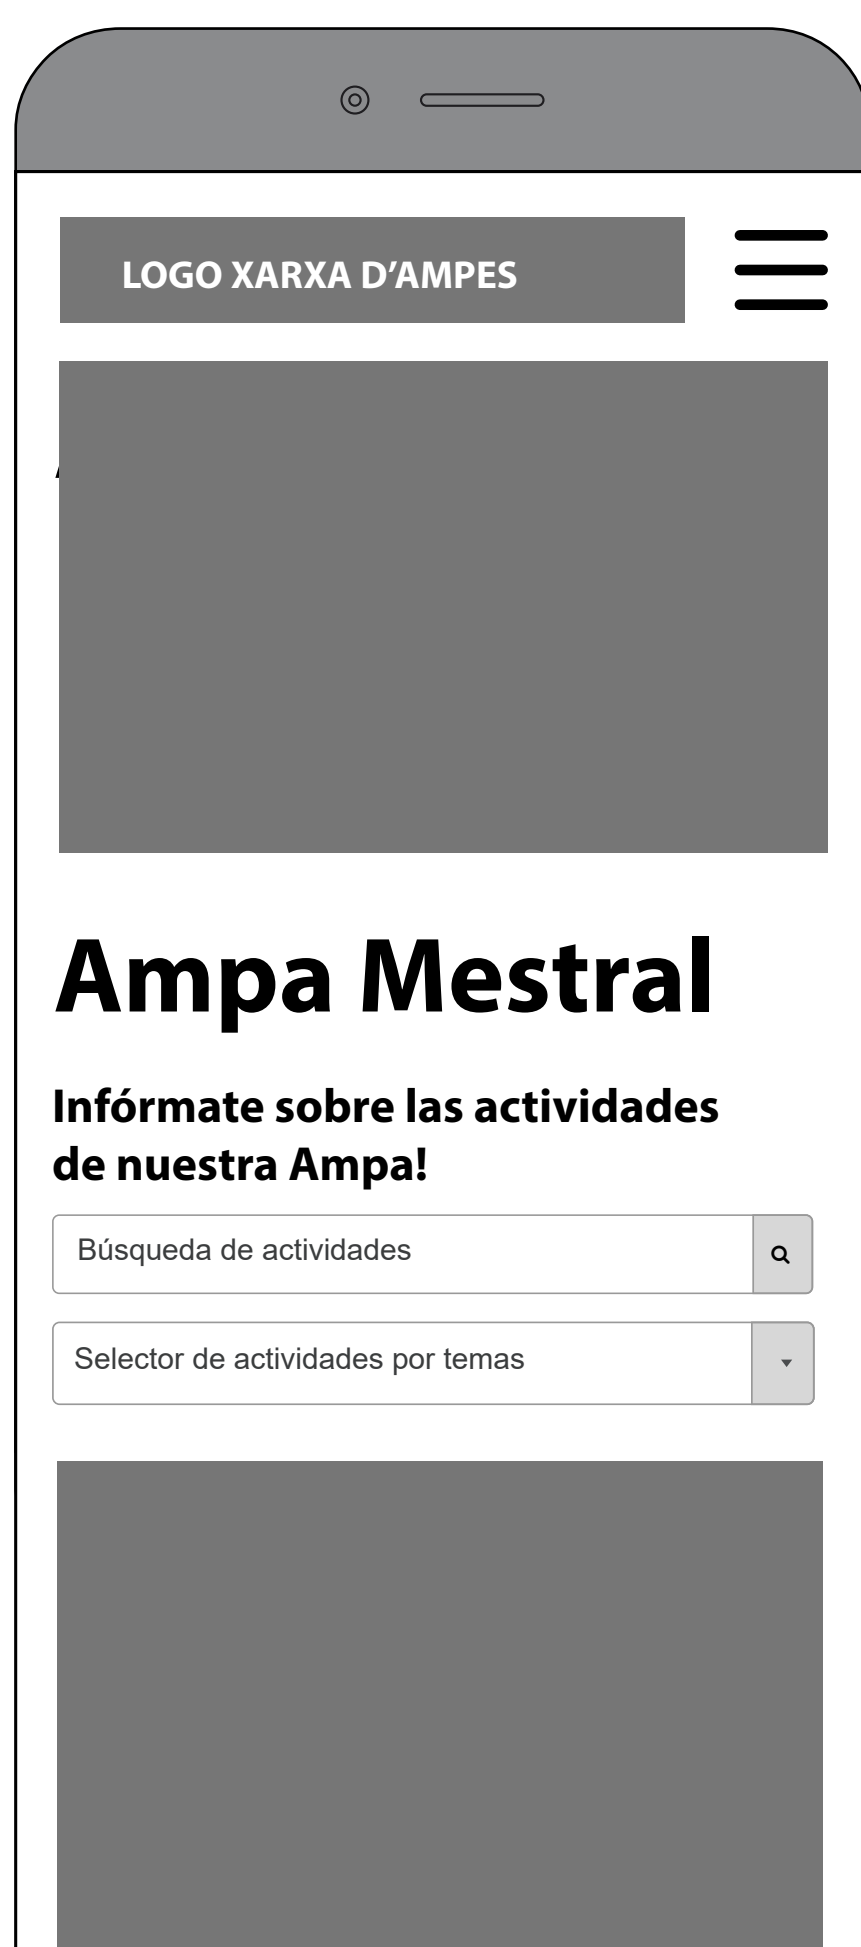 LOGO XARXA D’AMPES
Ampa Mestral
Infórmate sobre las actividades
de nuestra Ampa!
Búsqueda de actividades
Selector de actividades por temas